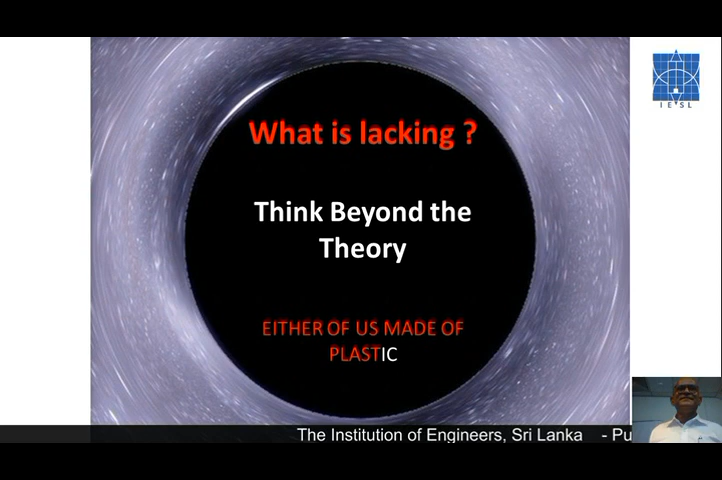 What is lacking ?
IESL
Think Beyond the
Theory
EITHER OF US MADE OF
PLASTIC
The Institution of Engineers, Sri Lanka - Pu